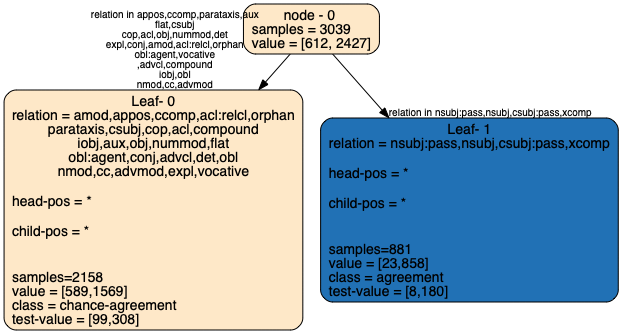 relation in appos,ccomp,parataxis,aux
flat,csubj
cop,acl,obj,nummod,det
expl,conj,amod,acl:relcl,orphan
obl:agent,vocative
,advcl,compound
iobj,obl
nmod,cc,advmod
node - 0
samples = 3039
value = [612, 2427]
Leaf- 0
relation = amod,appos,ccomp,acl:relcl,orphan
parataxis,csubj,cop,acl,compound
iobj,aux,obj,nummod,flat
obl:agent,conj,advcl,det,obl
nmod,cc,advmod,expl,vocative
head-pos = *
child-pos = *
samples=2158
value = [589,1569]
class = chance-agreement
test-value = [99,308]
relation in nsubj:pass,nsubj,csubj:pass,xcomp
Leaf- 1
relation = nsubj:pass,nsubj,csubj:pass,xcomp
head-pos = *
child-pos = *
samples=881
value = [23,858]
class = agreement
test-value = [8,180]